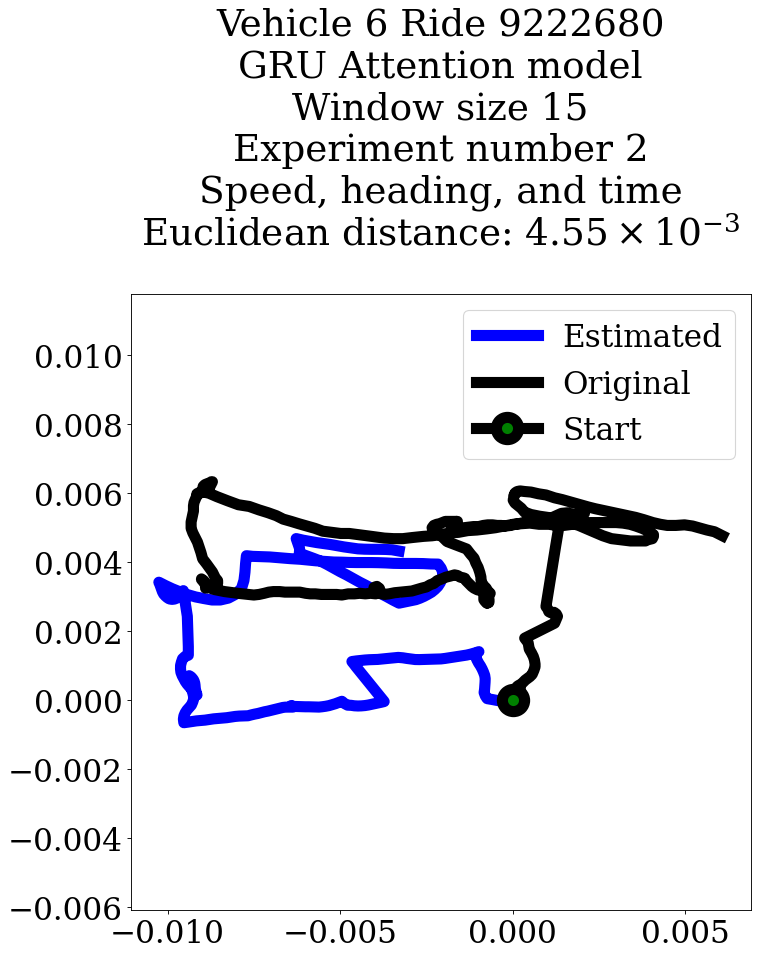 Vehicle 6 Ride 9222680
GRU Attention model
Window size 15
Experiment number 2
Speed, heading, and time
Euclidean distance: 4.55 × 10⁻³
Estimated
Original
Start
0.010
0.008
0.006
0.004
0.002
0.000
−0.002
−0.004
−0.006
−0.010
−0.005
0.000
0.005